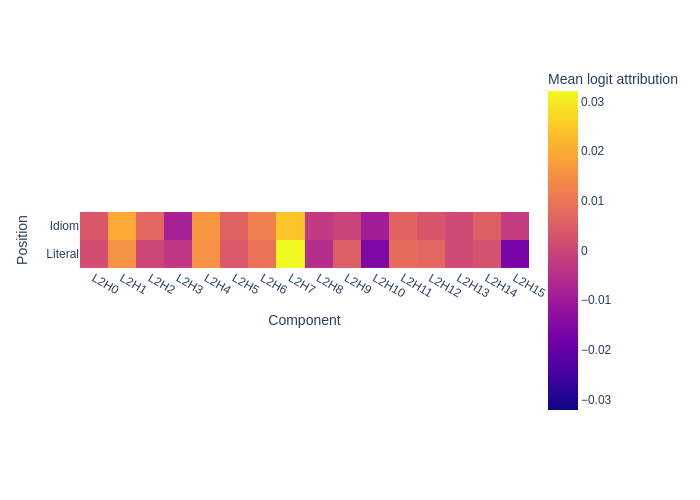 Mean logit attribution
0.03
0.02
0.01
0
−0.01
−0.02
−0.03
Position
Idiom
Literal
L2H0 L2H1 L2H2 L2H3 L2H4 L2H5 L2H6 L2H7 L2H8 L2H9 L2H10 L2H11 L2H12 L2H13 L2H14 L2H15
Component